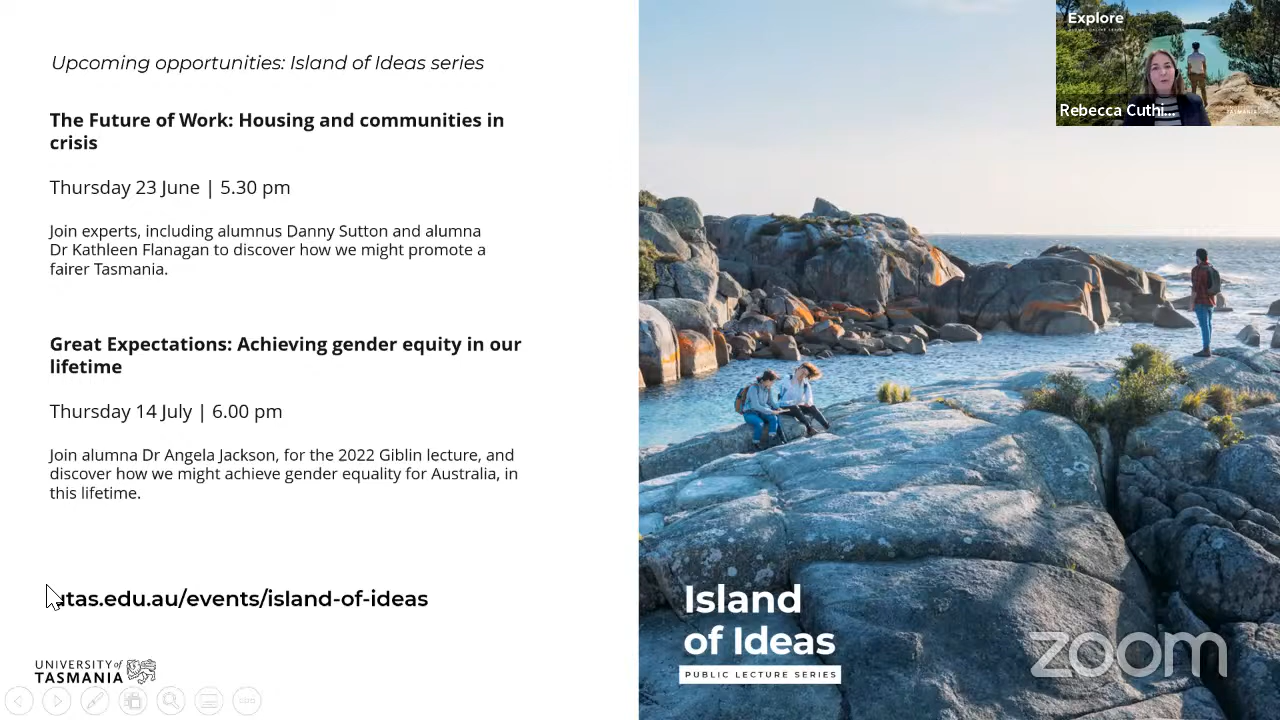 Upcoming opportunities: Island of Ideas series
The Future of Work: Housing and communities in
crisis
Thursday 23 June | 5.30 pm
Join experts, including alumnus Danny Sutton and alumna
Dr Kathleen Flanagan to discover how we might promote a
fairer Tasmania.
Great Expectations: Achieving gender equity in our
lifetime
Thursday 14 July | 6.00 pm
Join alumna Dr Angela Jackson, for the 2022 Giblin lecture, and
discover how we might achieve gender equality for Australia, in
this lifetime.
utas.edu.au/events/island-of-ideas
UNIVERSITY of
TASMANIA
Explore
Rebecca Cuthi...
Island
of Ideas
PUBLIC LECTURE SERIES
zoom